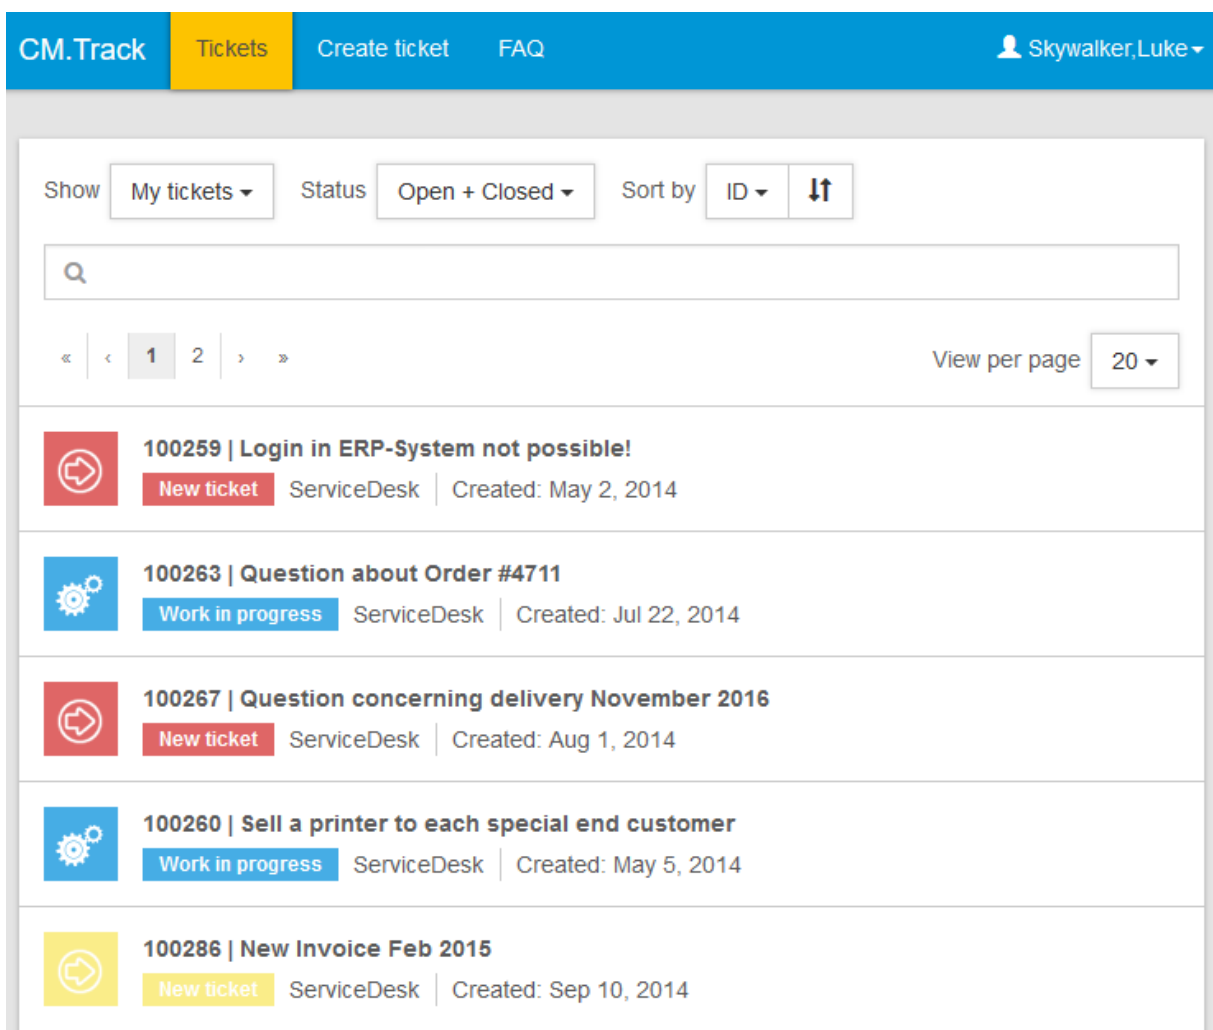 CM.Track Tickets Create ticket FAQ Skywalker,Luke
Show My tickets Status Open + Closed Sort by ID
« ‹ 1 2 › » View per page 20
100259 | Login in ERP-System not possible!
New ticket ServiceDesk Created: May 2, 2014
100263 | Question about Order #4711
Work in progress ServiceDesk Created: Jul 22, 2014
100267 | Question concerning delivery November 2016
New ticket ServiceDesk Created: Aug 1, 2014
100260 | Sell a printer to each special end customer
Work in progress ServiceDesk Created: May 5, 2014
100286 | New Invoice Feb 2015
New ticket ServiceDesk Created: Sep 10, 2014